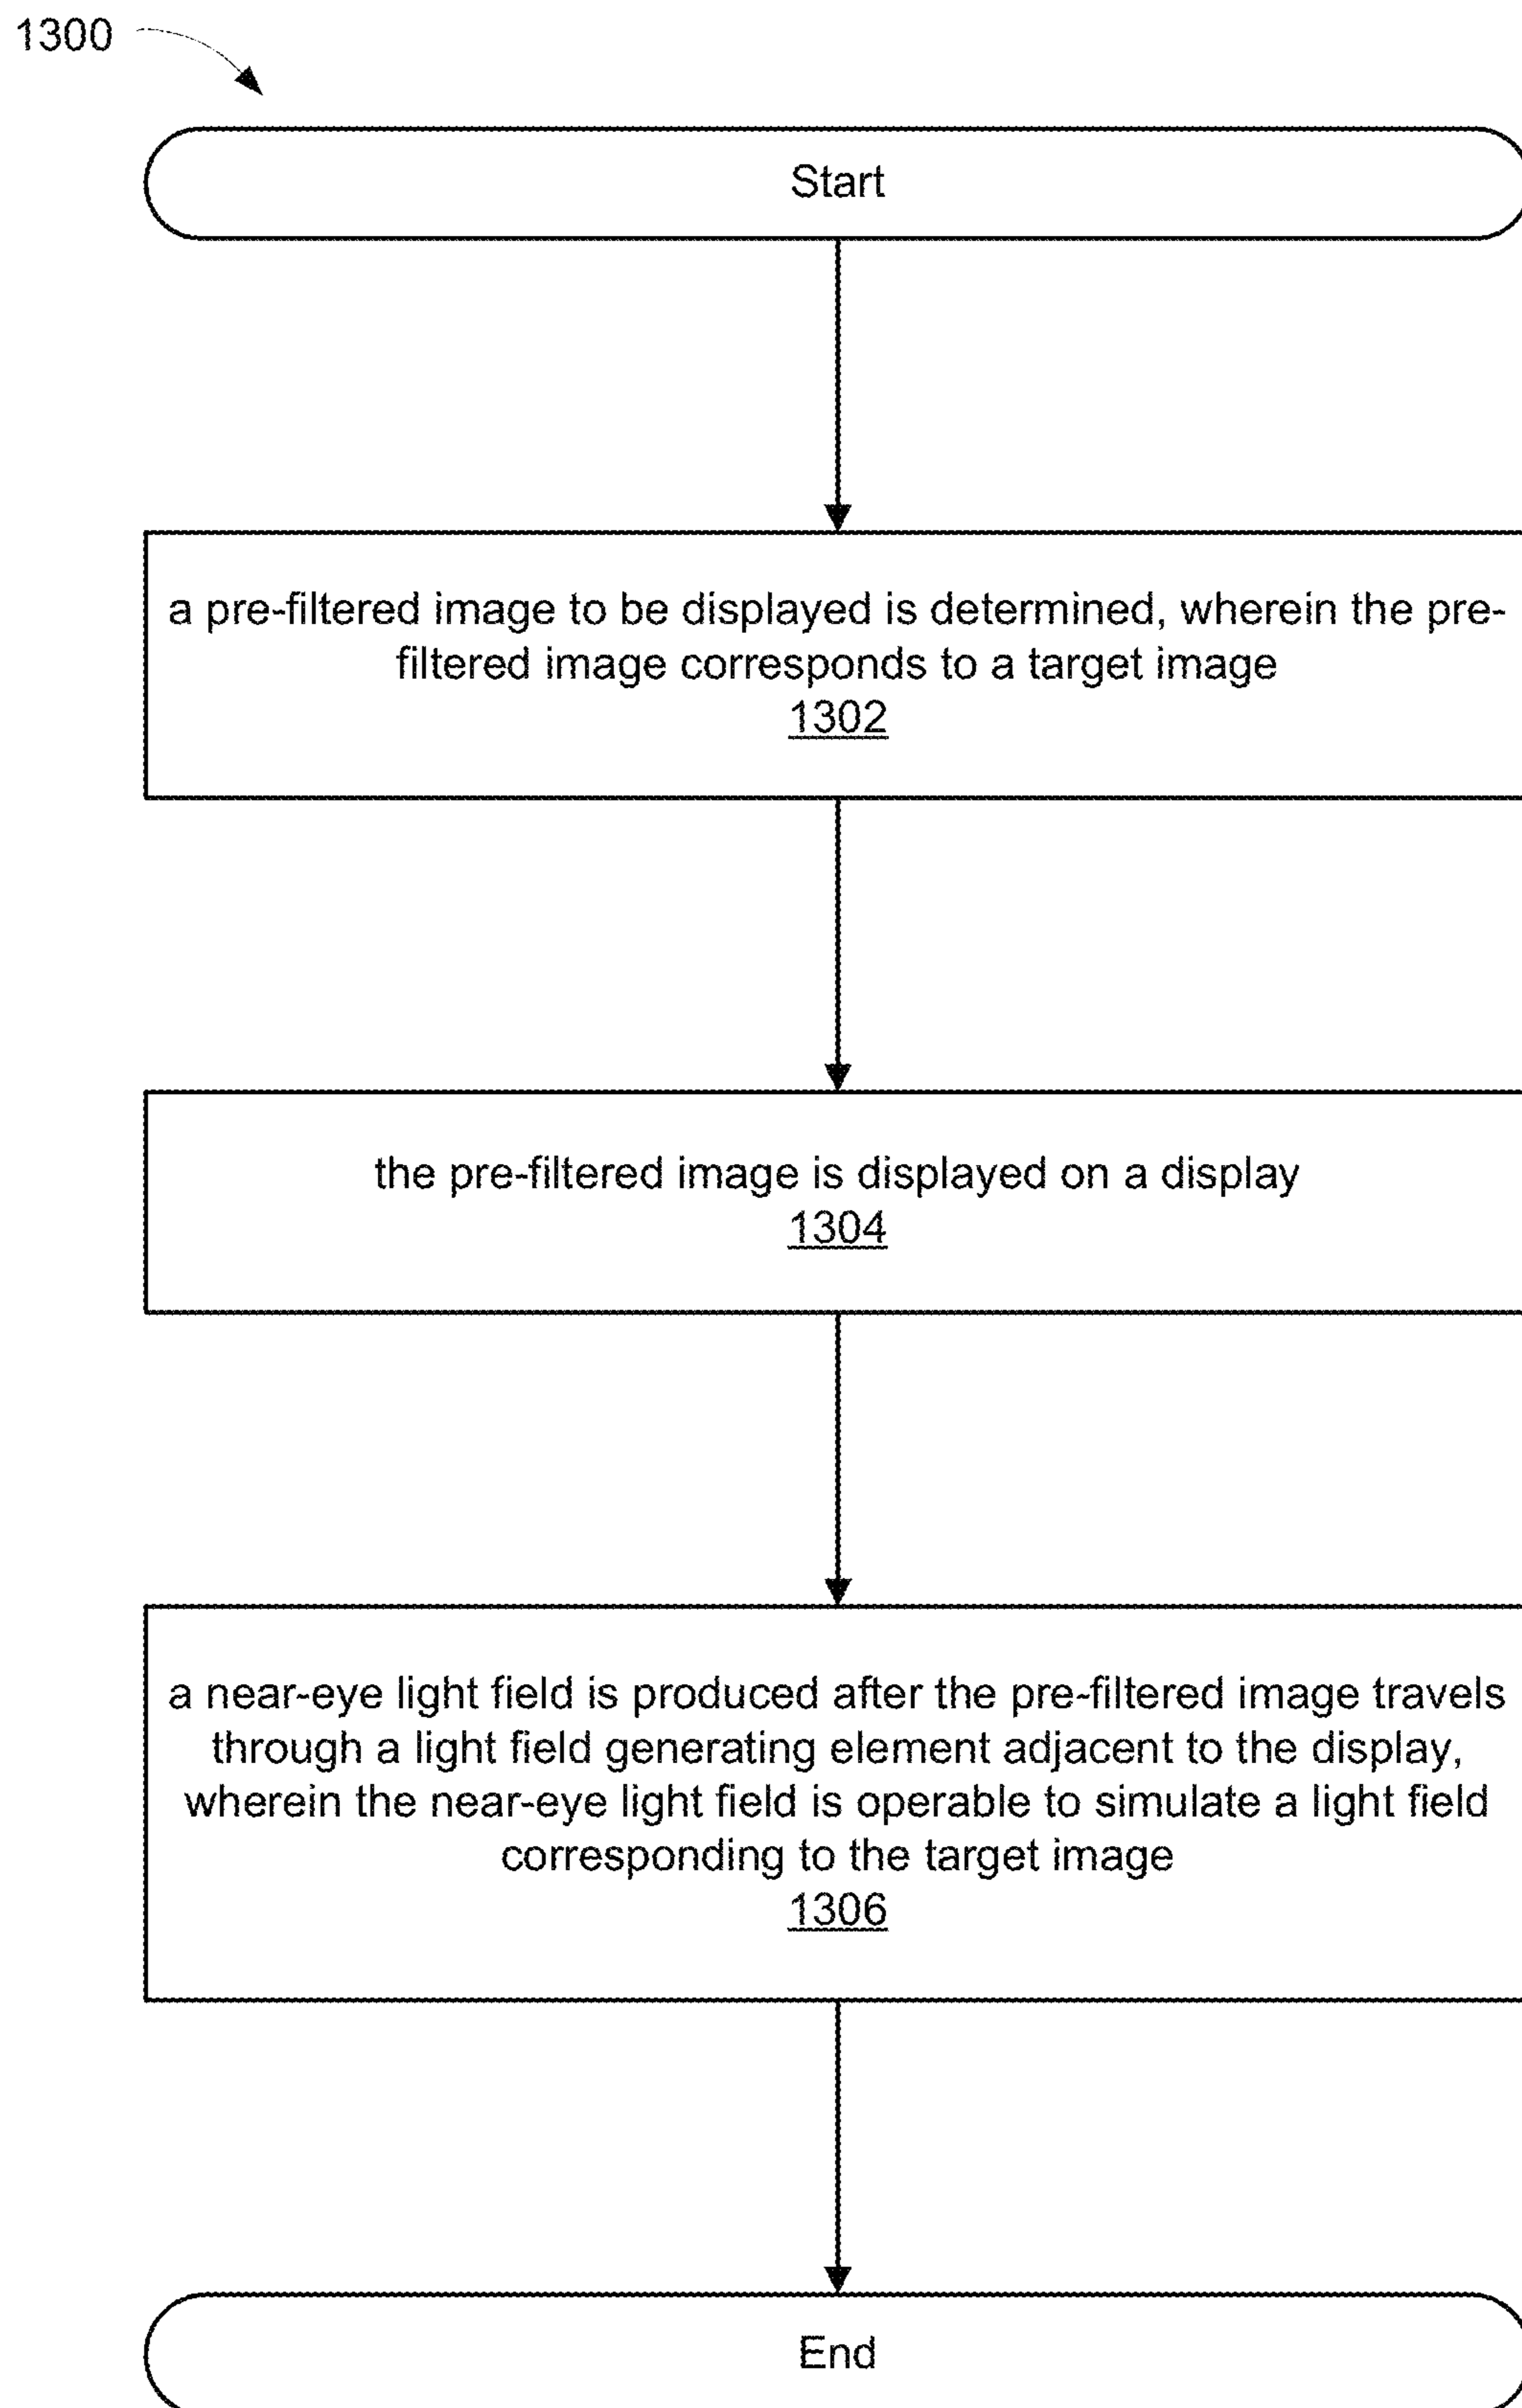 1300
Start
a pre-filtered image to be displayed is determined, wherein the pre-
filtered image corresponds to a target image
1302
the pre-filtered image is displayed on a display
1304
a near-eye light field is produced after the pre-filtered image travels
through a light field generating element adjacent to the display,
wherein the near-eye light field is operable to simulate a light field
corresponding to the target image
1306
End